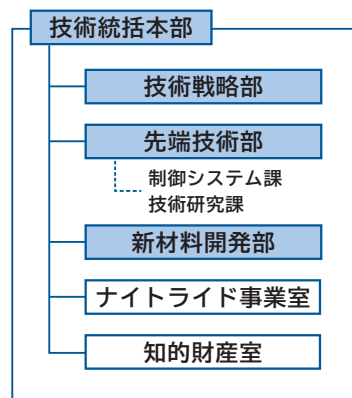 技術統括本部
技術戦略部
先端技術部
制御システム課
技術研究課
新材料開発部
ナイトライド事業室
知的財産室